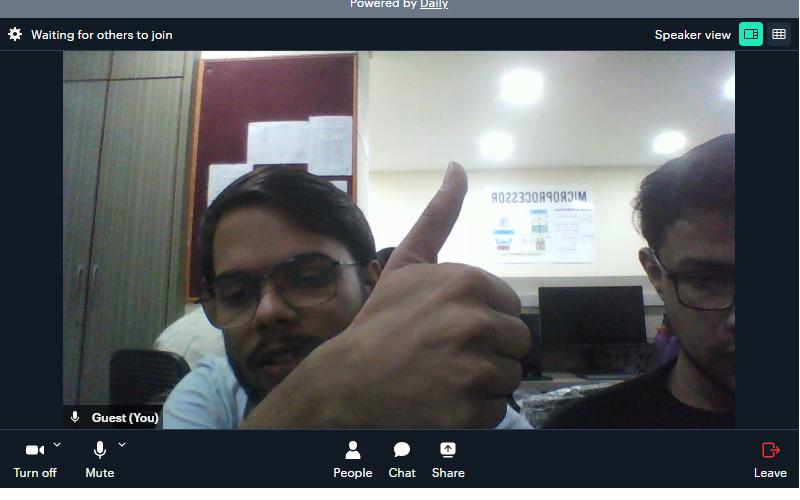 Powered by Daily
Waiting for others to join
Speaker view
MICROPROCESSOR
Guest (You)
Turn off
Mute
People
Chat
Share
Leave